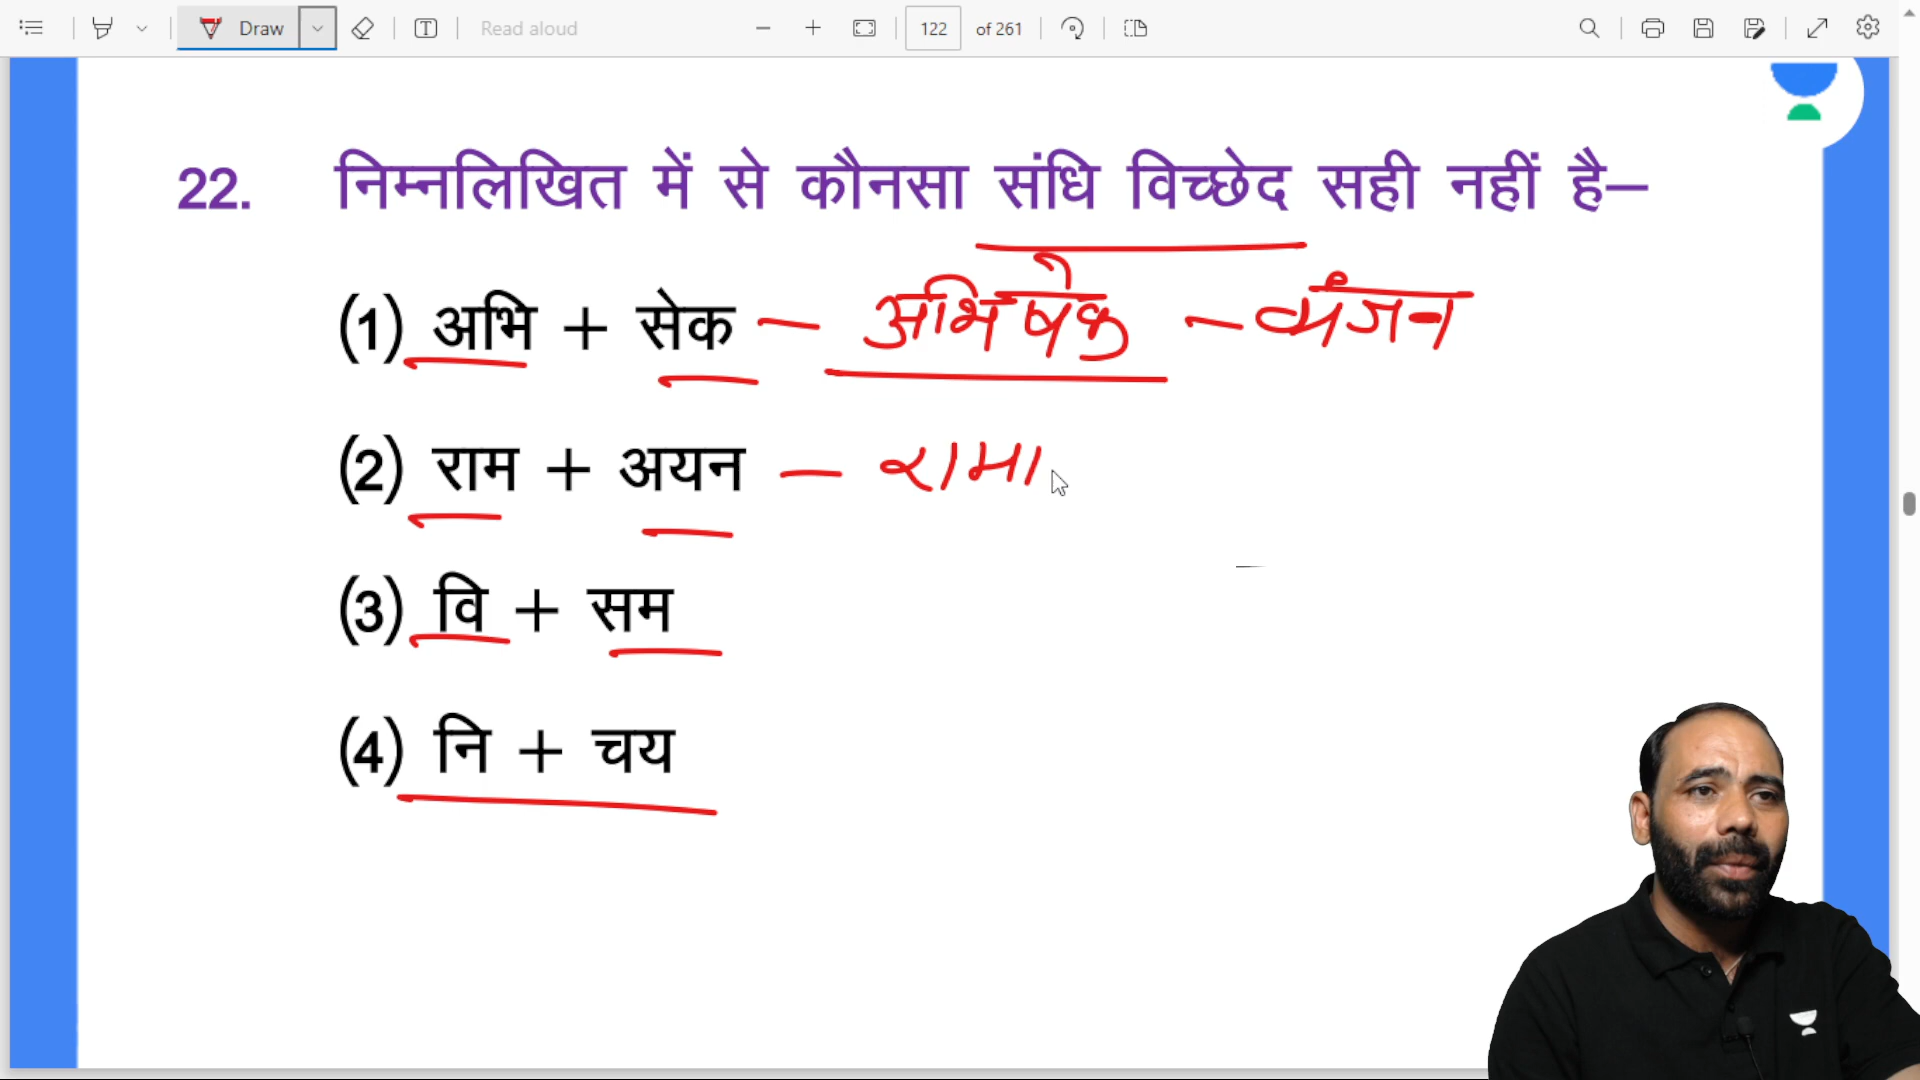 Draw
Read aloud
122 of 261
22. निम्नलिखित में से कौनसा संधि विच्छेद सही नहीं है–
(1) अभि + सेक – अभिषेक – व्यंजन
(2) राम + अयन – रामा
(3) वि + सम
(4) नि + चय